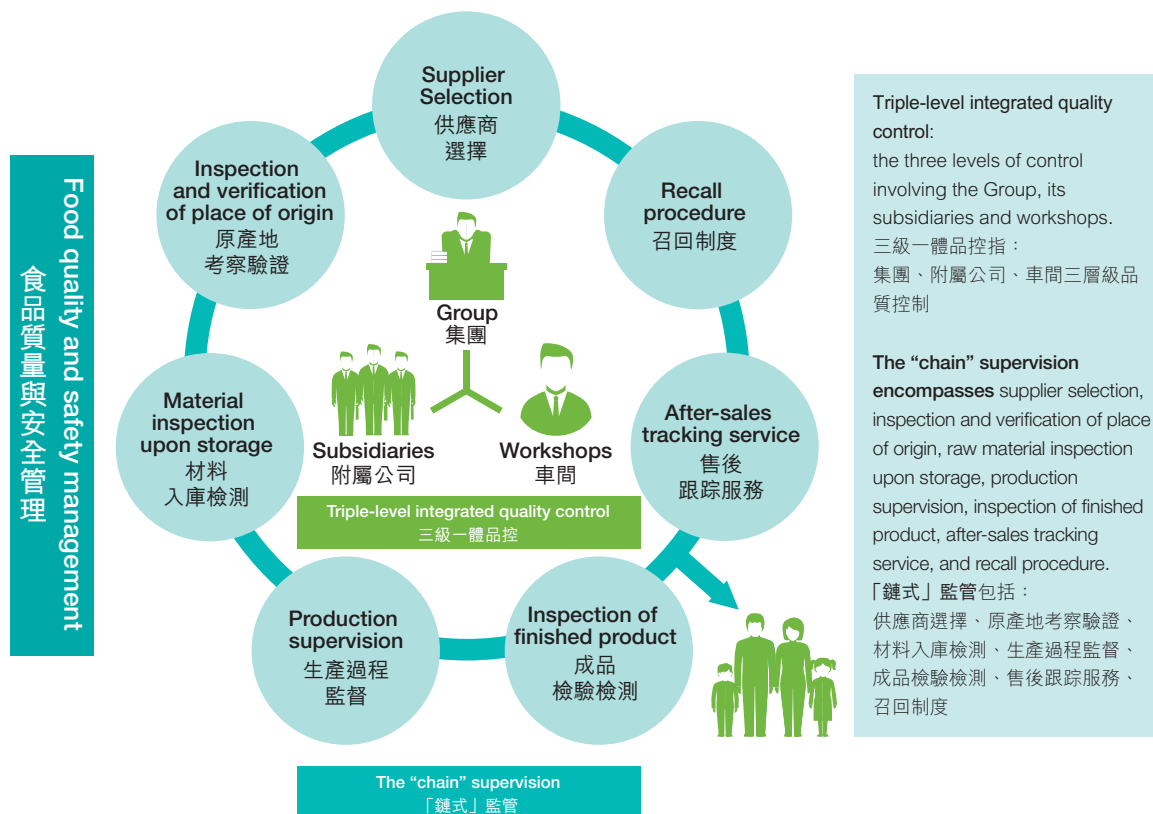 Food quality and safety management
食品質量與安全管理
Supplier
Selection
供應商
選擇
Inspection
and verification
of place of origin
原產地
考察驗證
Material
inspection
upon storage
材料
入庫檢測
Production
supervision
生產過程
監督
Inspection of
finished product
成品
檢驗檢測
After-sales
tracking service
售後
跟踪服務
Recall
procedure
召回制度
Group
集團
Subsidiaries
附屬公司
Workshops
車間
Triple-level integrated quality control
三級一體品控
The “chain” supervision
「鏈式」監管
Triple-level integrated quality
control:
the three levels of control
involving the Group, its
subsidiaries and workshops.
三級一體品控指：
集團、附屬公司、車間三層級品
質控制
The “chain” supervision
encompasses supplier selection,
inspection and verification of place
of origin, raw material inspection
upon storage, production
supervision, inspection of finished
product, after-sales tracking
service, and recall procedure.
「鏈式」監管包括：
供應商選擇、原產地考察驗證、
材料入庫檢測、生產過程監督、
成品檢驗檢測、售後跟踪服務、
召回制度